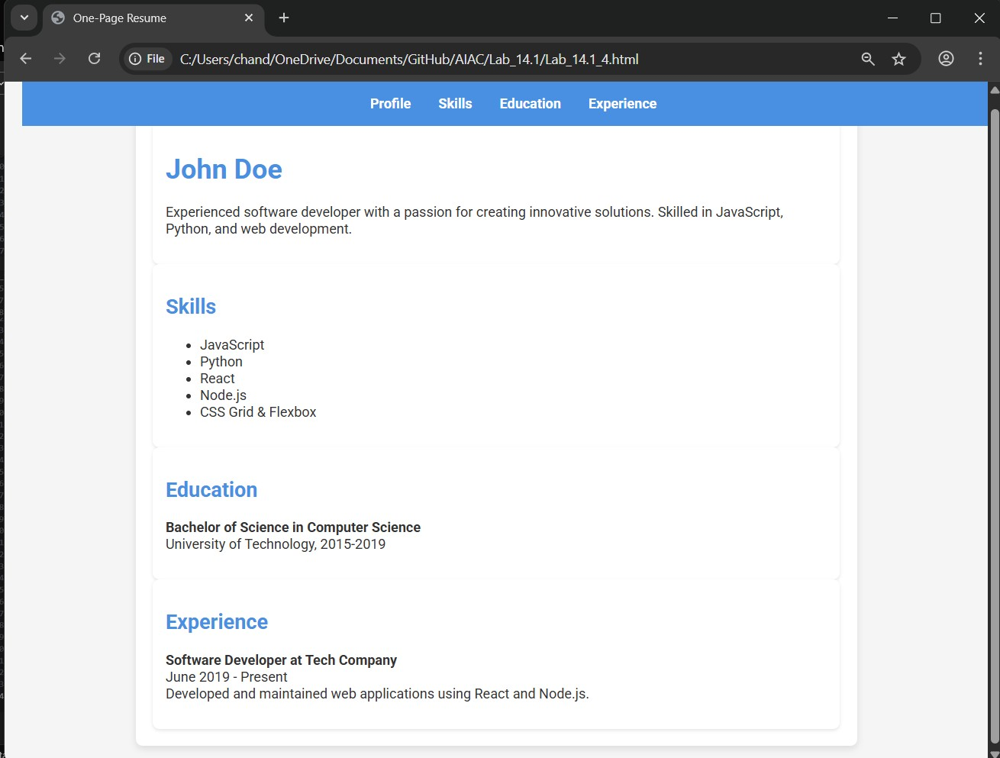 One-Page Resume
File C:/Users/chand/OneDrive/Documents/GitHub/AIAC/Lab_14.1/Lab_14.1_4.html
Profile Skills Education Experience
John Doe
Experienced software developer with a passion for creating innovative solutions. Skilled in JavaScript,
Python, and web development.
Skills
• JavaScript
• Python
• React
• Node.js
• CSS Grid & Flexbox
Education
Bachelor of Science in Computer Science
University of Technology, 2015-2019
Experience
Software Developer at Tech Company
June 2019 - Present
Developed and maintained web applications using React and Node.js.